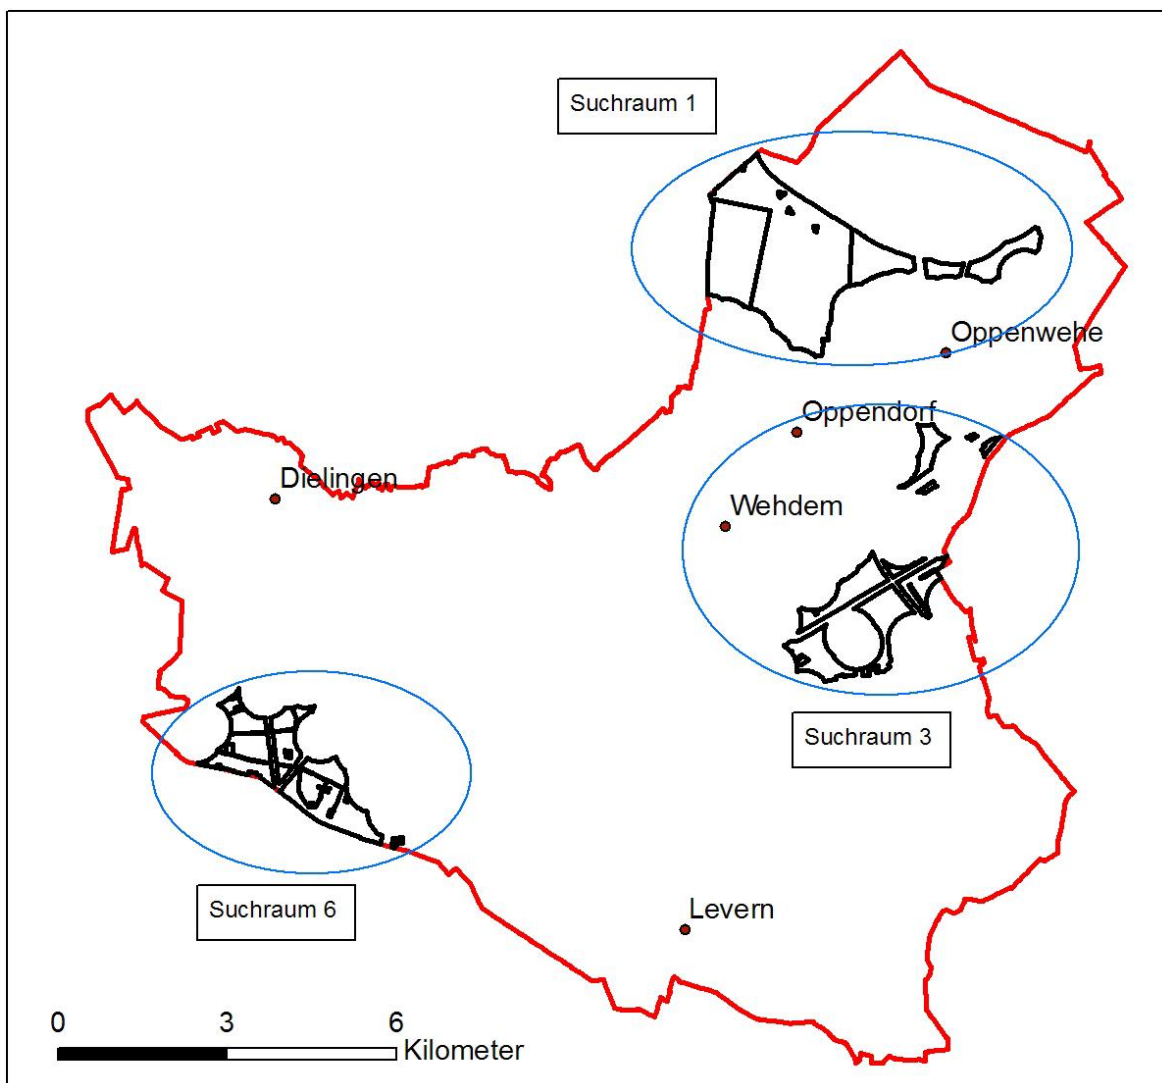 Suchraum 1
Oppenwehe
Oppendorf
Dielingen
Wehdem
Suchraum 3
Suchraum 6
Levern
0 3 6
Kilometer